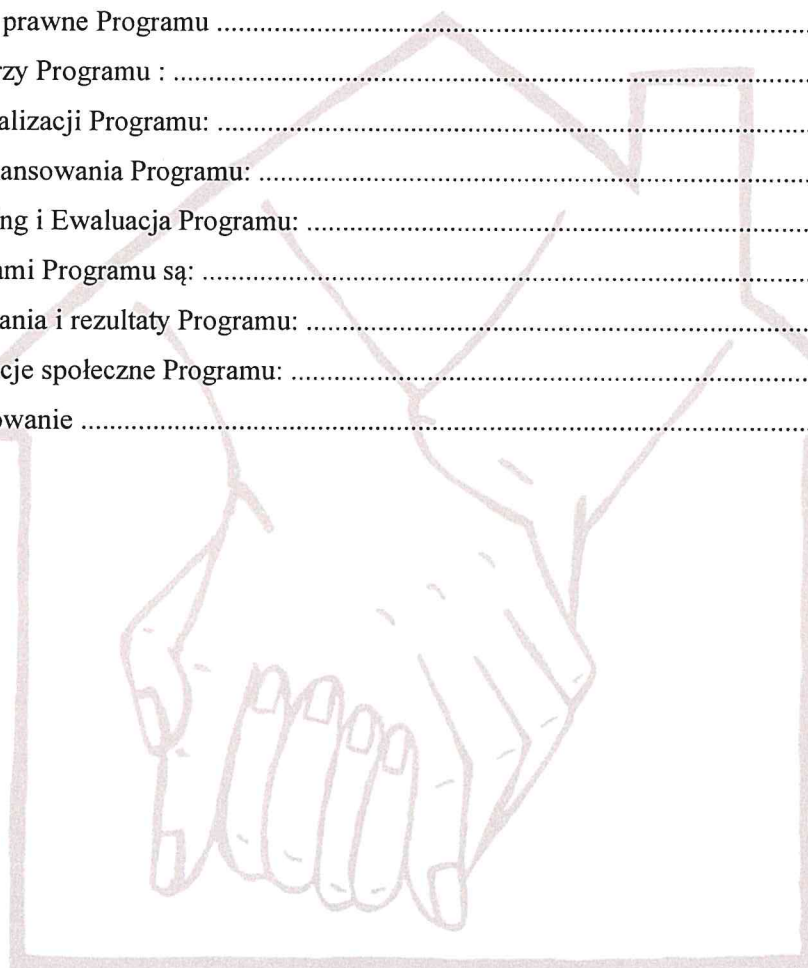 prawne Programu ..........................................................................................
rzy Programu : ................................................................................................
alizacji Programu: ..........................................................................................
ansowania Programu: ...................................................................................
ng i Ewaluacja Programu: ............................................................................
ami Programu są: ............................................................................................
ania i rezultaty Programu: ............................................................................
cje społeczne Programu: ...............................................................................
owanie ..............................................................................................................